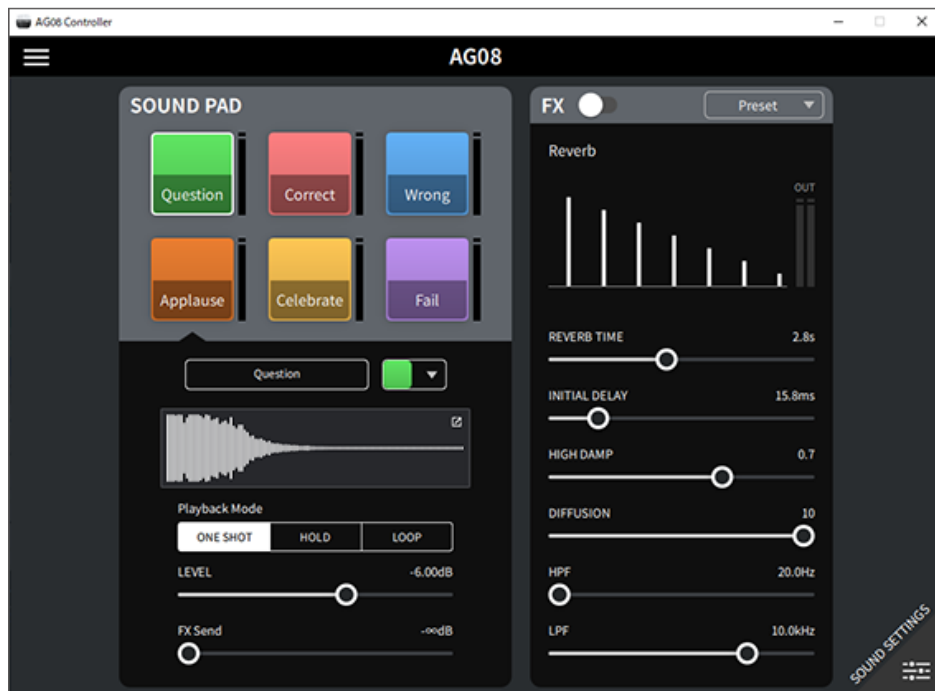 AG08 Controller
AG08
SOUND PAD
Question
Correct
Wrong
Applause
Celebrate
Fail
Question
Playback Mode
ONE SHOT
HOLD
LOOP
LEVEL
-6.00dB
FX Send
-∞dB
FX
Preset
Reverb
OUT
REVERB TIME
2.8s
INITIAL DELAY
15.8ms
HIGH DAMP
0.7
DIFFUSION
10
HPF
20.0Hz
LPF
10.0kHz
SOUND SETTINGS